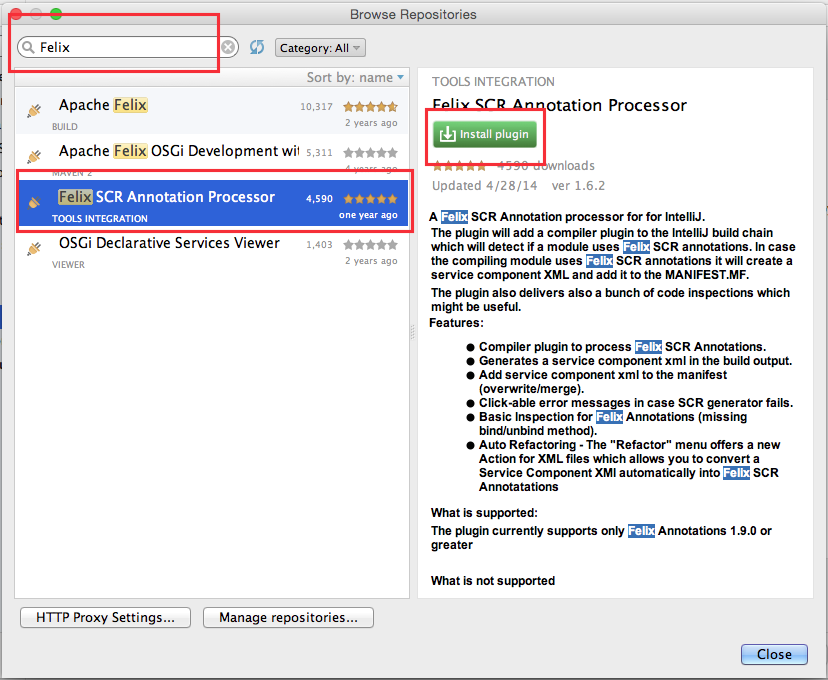 Browse Repositories
Felix
Category: All
Sort by: name
Apache Felix 10,317
BUILD 2 years ago
Apache Felix OSGi Development wit 5,311
MAVEN 2 4 years ago
Felix SCR Annotation Processor 4,590
TOOLS INTEGRATION one year ago
OSGi Declarative Services Viewer 1,403
VIEWER 2 years ago
TOOLS INTEGRATION
Felix SCR Annotation Processor
Install plugin
4590 downloads
Updated 4/28/14 ver 1.6.2
A Felix SCR Annotation processor for for IntelliJ.
The plugin will add a compiler plugin to the IntelliJ build chain
which will detect if a module uses Felix SCR annotations. In case
the compiling module uses Felix SCR annotations it will create a
service component XML and add it to the MANIFEST.MF.
The plugin also delivers also a bunch of code inspections which
might be useful.
Features:
● Compiler plugin to process Felix SCR Annotations.
● Generates a service component xml in the build output.
● Add service component xml to the manifest
(overwrite/merge).
● Click-able error messages in case SCR generator fails.
● Basic Inspection for Felix Annotations (missing
bind/unbind method).
● Auto Refactoring - The "Refactor" menu offers a new
Action for XML files which allows you to convert a
Service Component XMl automatically into Felix SCR
Annotatations
What is supported:
The plugin currently supports only Felix Annotations 1.9.0 or
greater
What is not supported
HTTP Proxy Settings...
Manage repositories...
Close